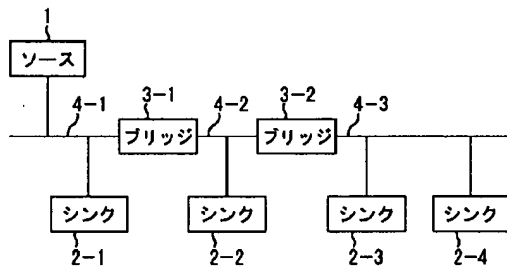 1
ソース
4-1
3-1
ブリッジ
4-2
3-2
ブリッジ
4-3
シンク
2-1
シンク
2-2
シンク
2-3
シンク
2-4